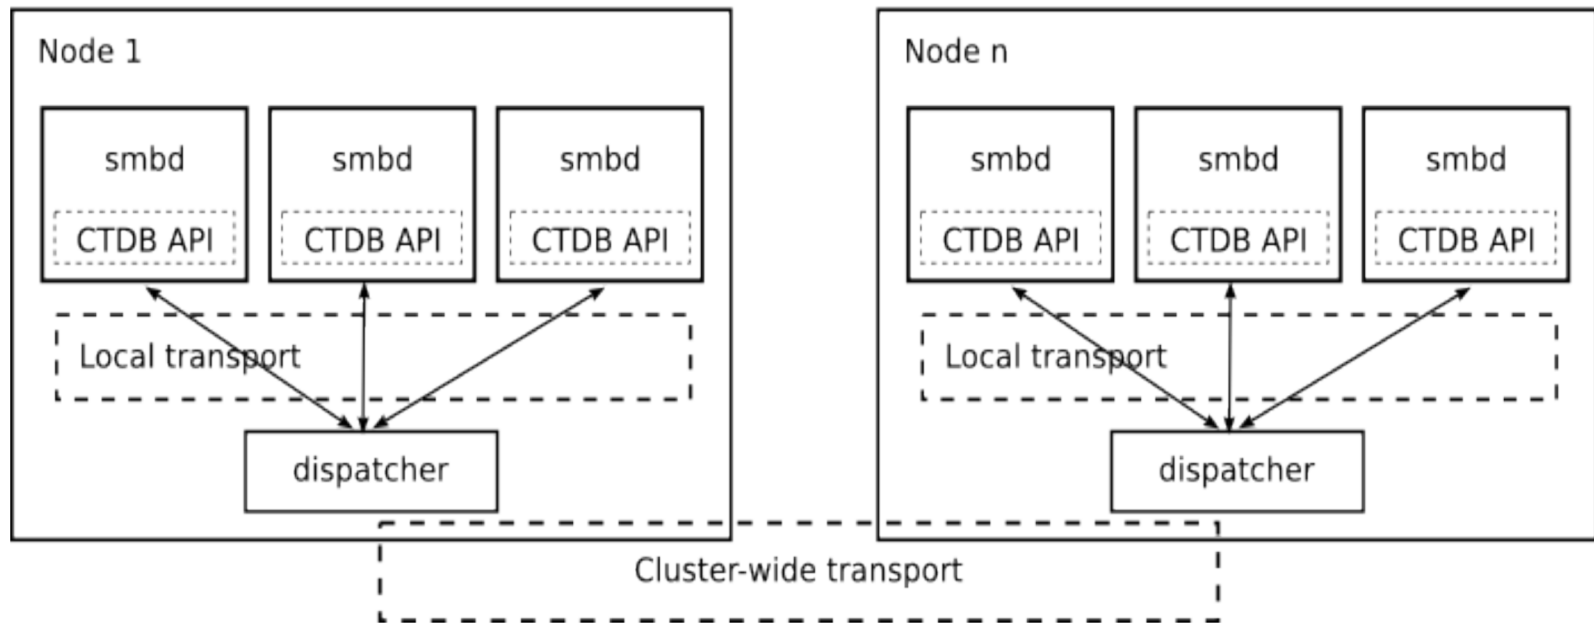 Node 1
smbd
smbd
smbd
CTDB API
CTDB API
CTDB API
Local transport
dispatcher
Node n
smbd
smbd
smbd
CTDB API
CTDB API
CTDB API
Local transport
dispatcher
Cluster-wide transport